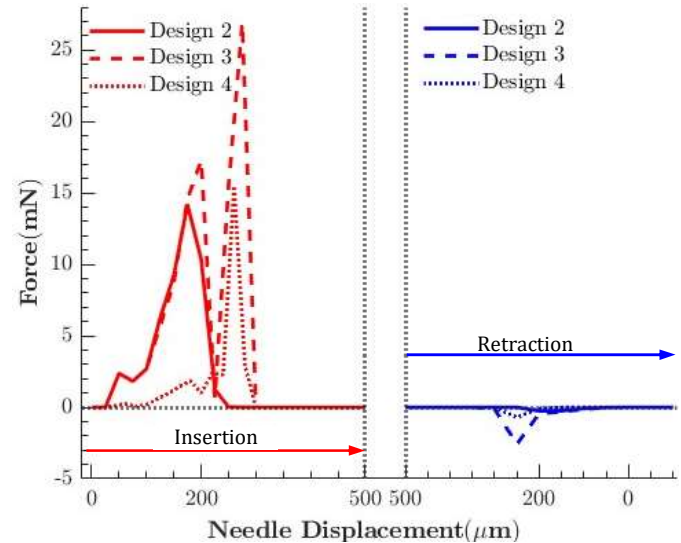 Design 2
Design 3
Design 4
Design 2
Design 3
Design 4
25
20
15
10
5
0
-5
Force(mN)
Retraction
Insertion
0 200 500 500 200 0
Needle Displacement(μm)